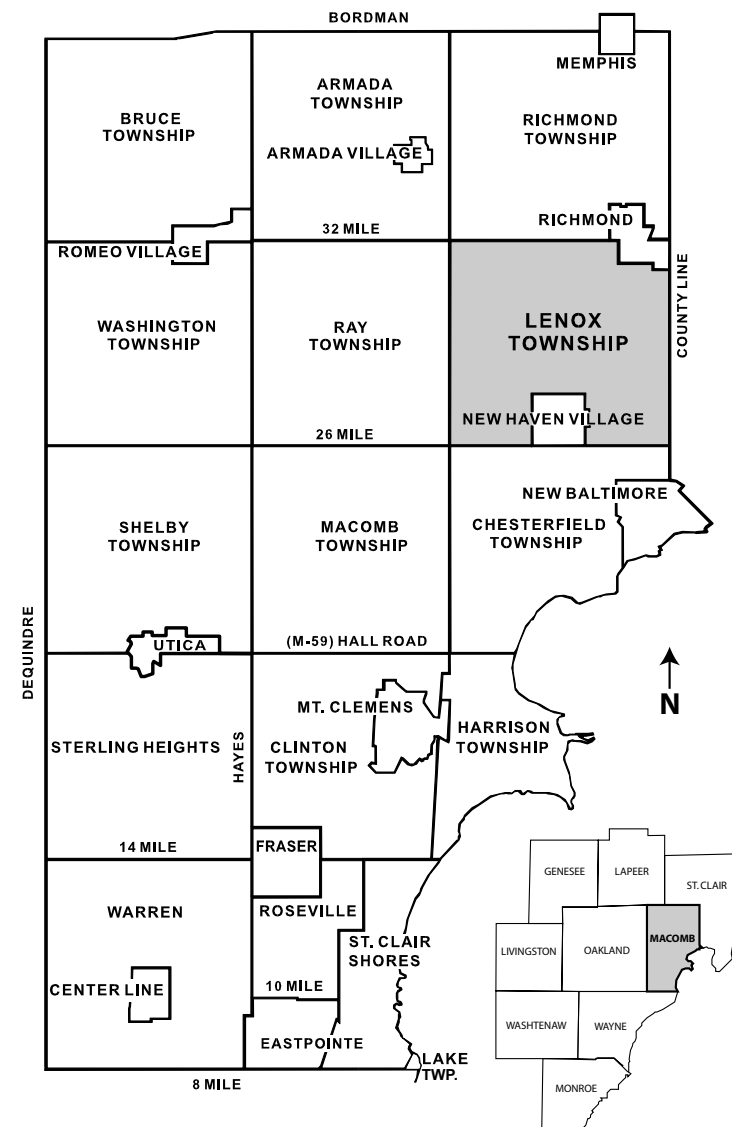 BORDMAN
MEMPHIS
ARMADA
TOWNSHIP
BRUCE
TOWNSHIP
RICHMOND
TOWNSHIP
ARMADA VILLAGE
RICHMOND
32 MILE
ROMEO VILLAGE
COUNTY LINE
WASHINGTON
TOWNSHIP
RAY
TOWNSHIP
LENOX
TOWNSHIP
NEW HAVEN VILLAGE
26 MILE
NEW BALTIMORE
SHELBY
TOWNSHIP
MACOMB
TOWNSHIP
CHESTERFIELD
TOWNSHIP
DEQUINDRE
UTICA
(M-59) HALL ROAD
N
MT. CLEMENS
STERLING HEIGHTS
HAYES
CLINTON
TOWNSHIP
HARRISON
TOWNSHIP
14 MILE
FRASER
WARREN
ROSEVILLE
ST. CLAIR
SHORES
CENTER LINE
10 MILE
EASTPOINTE
LAKE
TWP.
8 MILE
GENESEE
LAPEER
ST. CLAIR
LIVINGSTON
OAKLAND
MACOMB
WASHTENAW
WAYNE
MONROE